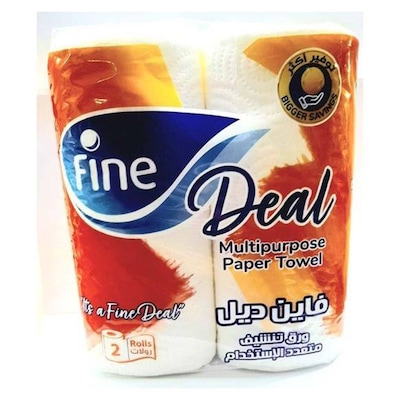 توفير أكثر
BIGGER SAVINGS
Fine
Deal
Multipurpose
Paper Towel
"It's a Fine Deal"
فاين ديل
ورق تنشيف
متعدد الإستخدام
2
Rolls
رولات